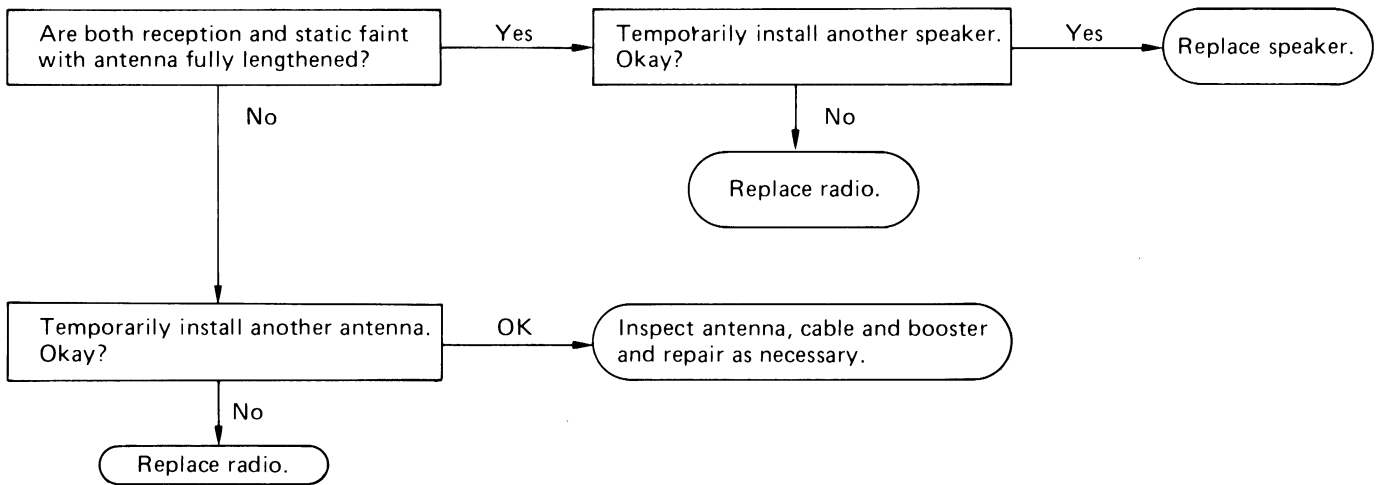 Are both reception and static faint
with antenna fully lengthened?
Yes
Temporarily install another speaker.
Okay?
Yes
Replace speaker.
No
No
Replace radio.
Temporarily install another antenna.
Okay?
OK
Inspect antenna, cable and booster
and repair as necessary.
No
Replace radio.